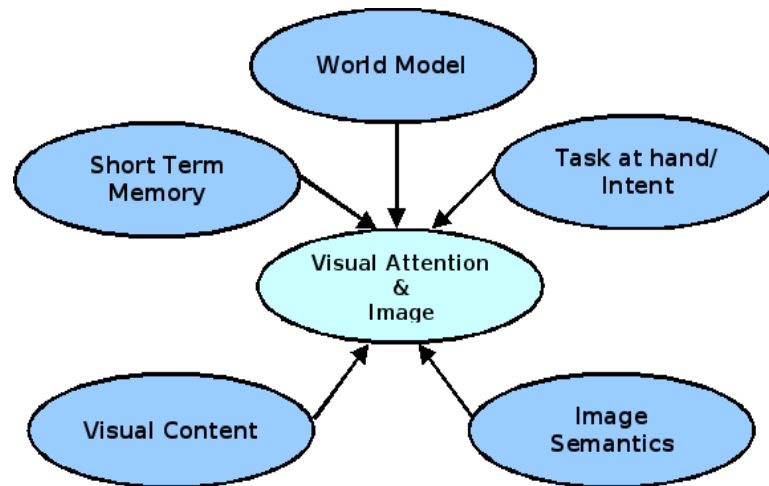 World Model
Short Term
Memory
Task at hand/
Intent
Visual Attention
&
Image
Visual Content
Image
Semantics